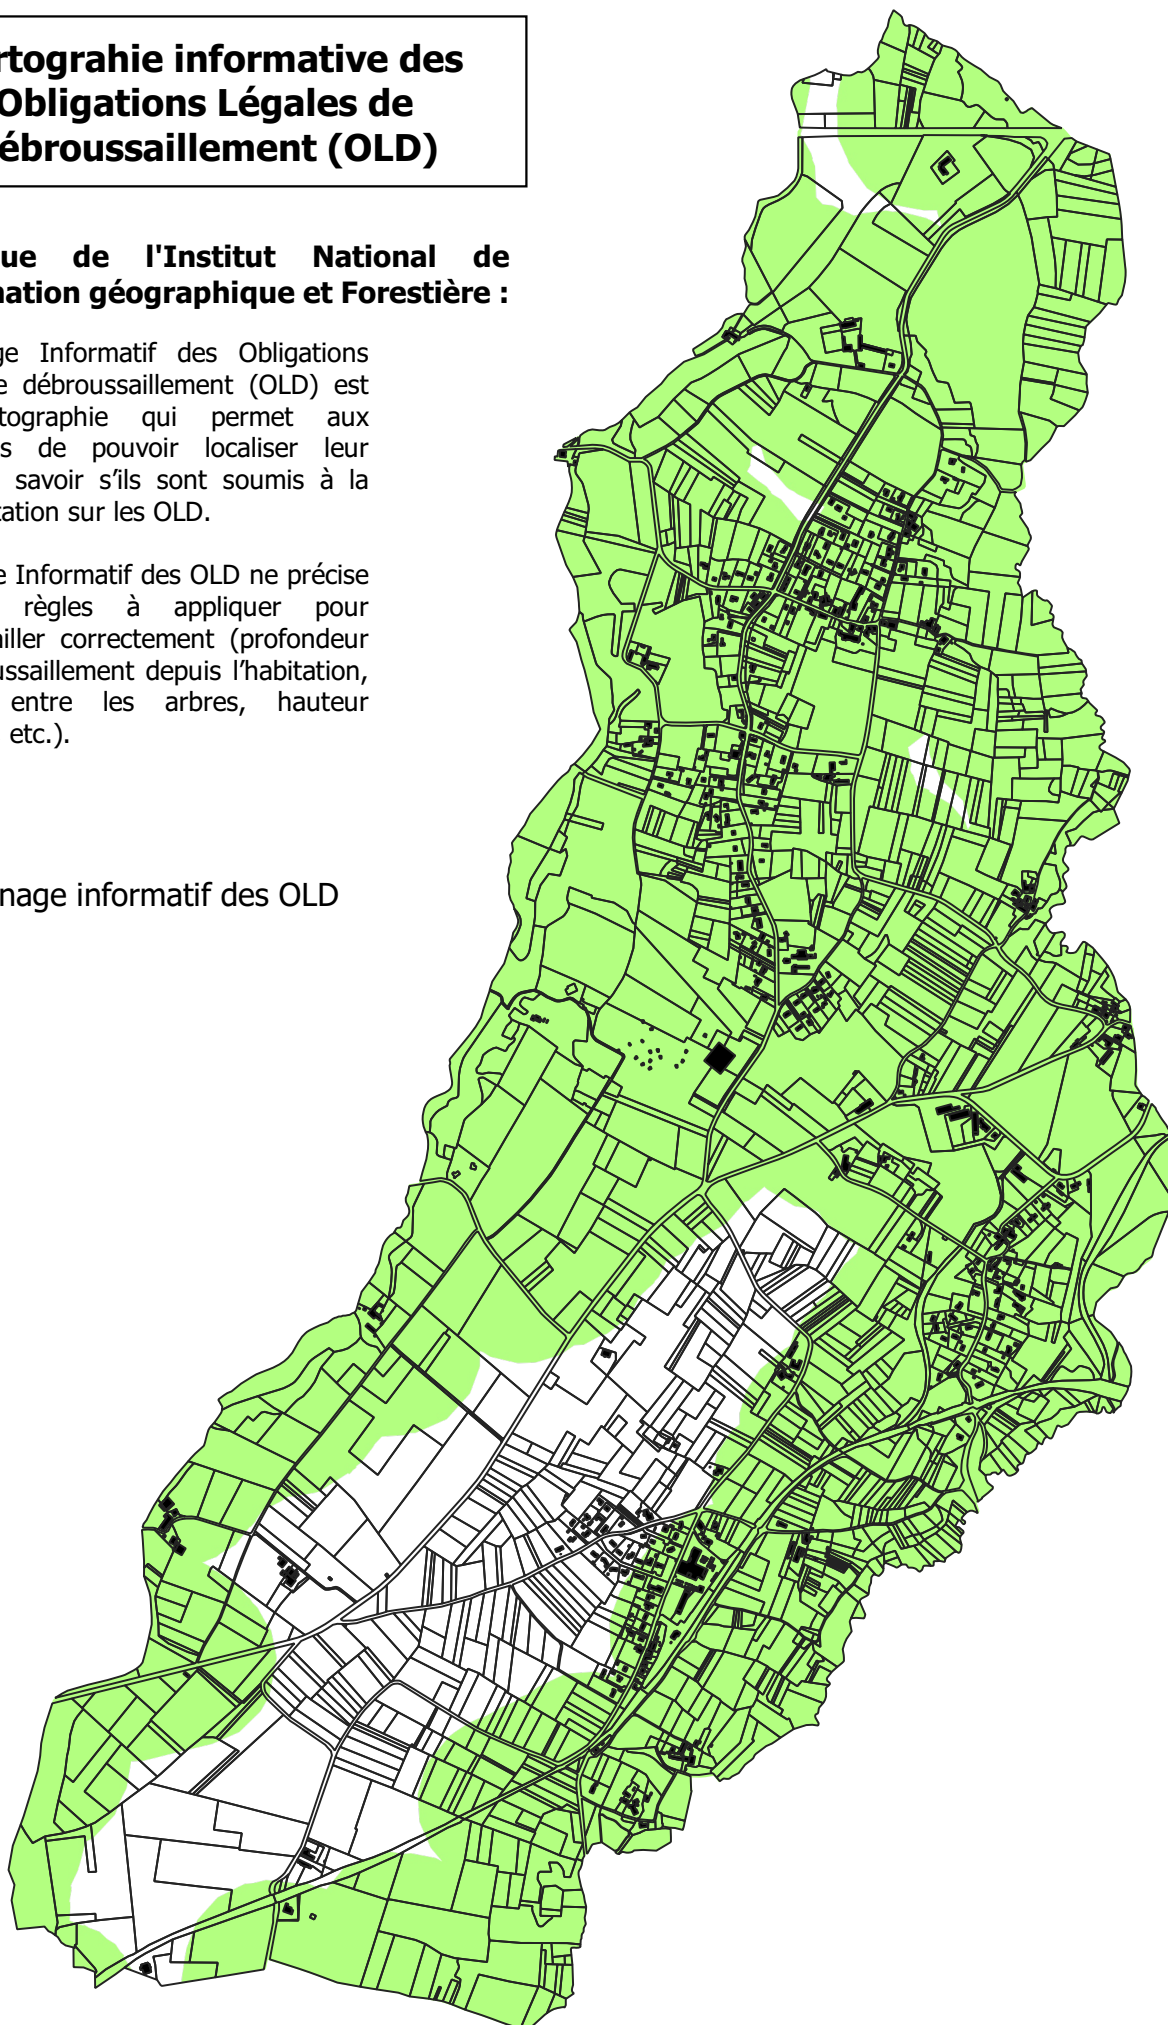 rtograhie informative des
Obligations Légales de
ébroussaillement (OLD)
ue de l'Institut National de
nation géographique et Forestière :
ge Informatif des Obligations
e débroussaillement (OLD) est
tographie qui permet aux
s de pouvoir localiser leur
savoir s’ils sont soumis à la
tation sur les OLD.
e Informatif des OLD ne précise
règles à appliquer pour
ailler correctement (profondeur
ussaillement depuis l’habitation,
entre les arbres, hauteur
etc.).
nage informatif des OLD